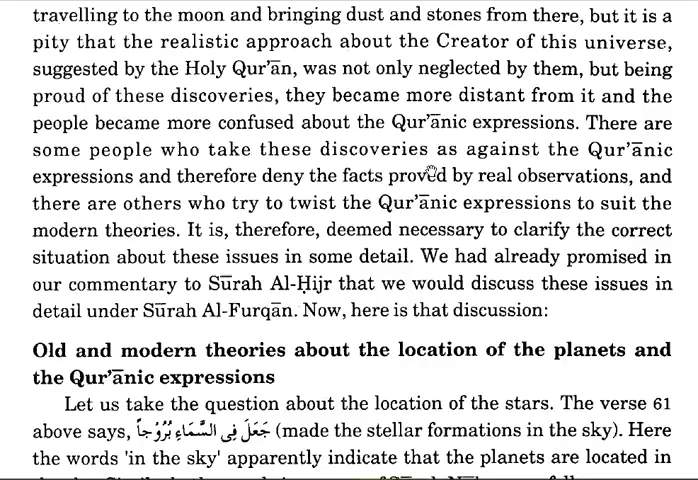 travelling to the moon and bringing dust and stones from there, but it is a
pity that the realistic approach about the Creator of this universe,
suggested by the Holy Qur'ān, was not only neglected by them, but being
proud of these discoveries, they became more distant from it and the
people became more confused about the Qur'ānic expressions. There are
some people who take these discoveries as against the Qur'ānic
expressions and therefore deny the facts proved by real observations, and
there are others who try to twist the Qur'ānic expressions to suit the
modern theories. It is, therefore, deemed necessary to clarify the correct
situation about these issues in some detail. We had already promised in
our commentary to Sūrah Al-Ḥijr that we would discuss these issues in
detail under Sūrah Al-Furqān. Now, here is that discussion:
Old and modern theories about the location of the planets and
the Qur'ānic expressions
Let us take the question about the location of the stars. The verse 61
above says, جَعَلَ فِى السَّمَاءِ بُرُوْجاً (made the stellar formations in the sky). Here
the words 'in the sky' apparently indicate that the planets are located in